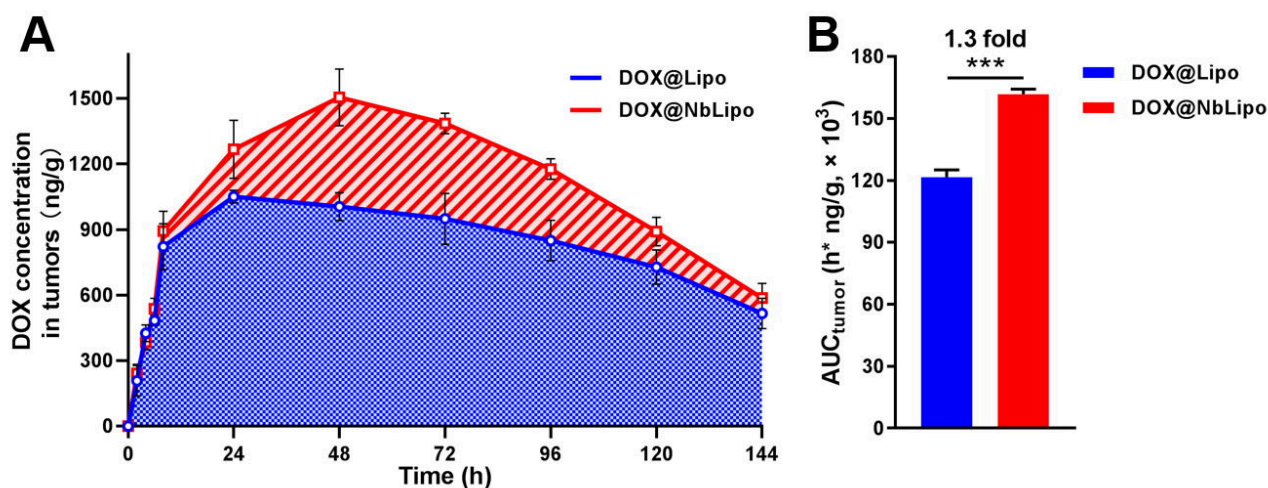 A
DOX concentration
in tumors（ng/g）
1500
1200
900
600
300
0
0 24 48 72 96 120 144
Time (h)
DOX@Lipo
DOX@NbLipo
B
1.3 fold
***
AUCtumor (h* ng/g, × 10³)
180
150
120
90
60
30
0
DOX@Lipo
DOX@NbLipo